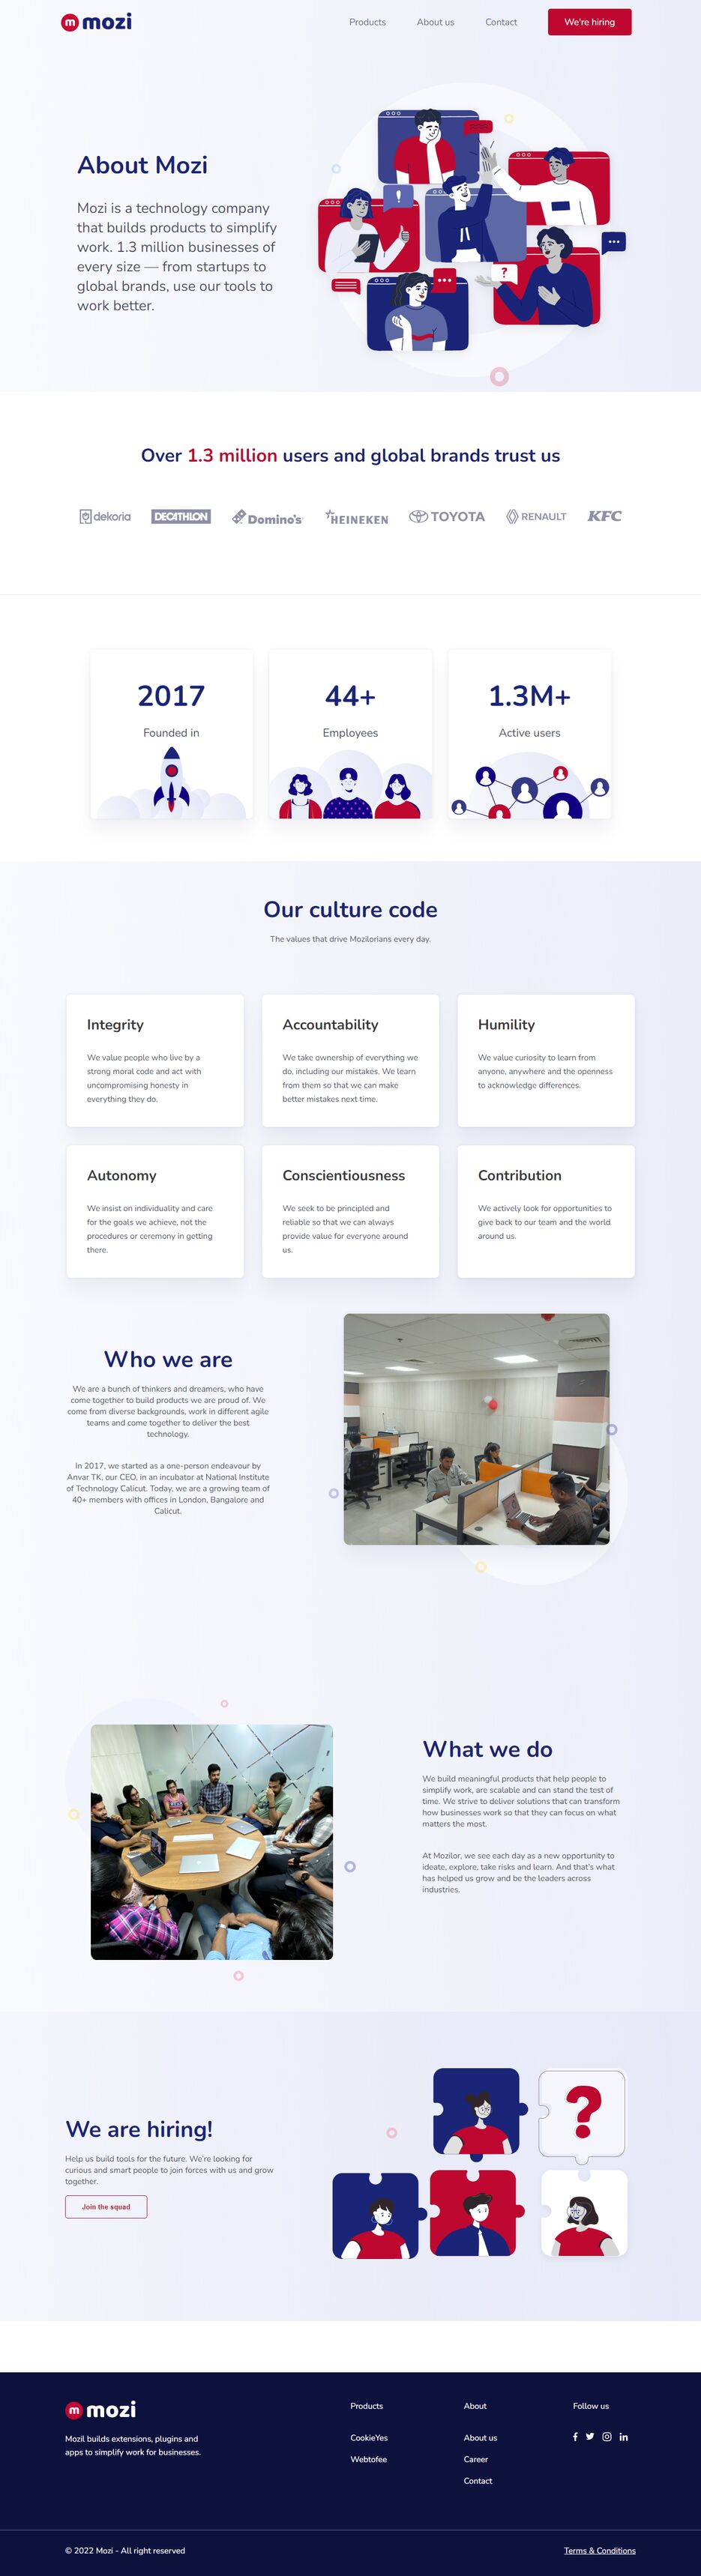 mozi
Products
About us
Contact
We're hiring
About Mozi
Mozi is a technology company
that builds products to simplify
work. 1.3 million businesses of
every size — from startups to
global brands, use our tools to
work better.
!
?
Over 1.3 million users and global brands trust us
dekoria
DECATHLON
Domino's
HEINEKEN
TOYOTA
RENAULT
KFC
2017
Founded in
44+
Employees
1.3M+
Active users
Our culture code
The values that drive Mozilorians every day.
Integrity
We value people who live by a
strong moral code and act with
uncompromising honesty in
everything they do.
Accountability
We take ownership of everything we
do, including our mistakes. We learn
from them so that we can make
better mistakes next time.
Humility
We value curiosity to learn from
anyone, anywhere and the openness
to acknowledge differences.
Autonomy
We insist on individuality and care
for the goals we achieve, not the
procedures or ceremony in getting
there.
Conscientiousness
We seek to be principled and
reliable so that we can always
provide value for everyone around
us.
Contribution
We actively look for opportunities to
give back to our team and the world
around us.
Who we are
We are a bunch of thinkers and dreamers, who have
come together to build products we are proud of. We
come from diverse backgrounds, work in different agile
teams and come together to deliver the best
technology.
In 2017, we started as a one-person endeavour by
Anvar TK, our CEO, in an incubator at National Institute
of Technology Calicut. Today, we are a growing team of
40+ members with offices in London, Bangalore and
Calicut.
What we do
We build meaningful products that help people to
simplify work, are scalable and can stand the test of
time. We strive to deliver solutions that can transform
how businesses work so that they can focus on what
matters the most.
At Mozilor, we see each day as a new opportunity to
ideate, explore, take risks and learn. And that's what
has helped us grow and be the leaders across
industries.
We are hiring!
Help us build tools for the future. We're looking for
curious and smart people to join forces with us and grow
together.
Join the squad
?
mozi
Mozil builds extensions, plugins and
apps to simplify work for businesses.
Products
CookieYes
Webtofee
About
About us
Career
Contact
Follow us
© 2022 Mozi - All right reserved
Terms & Conditions